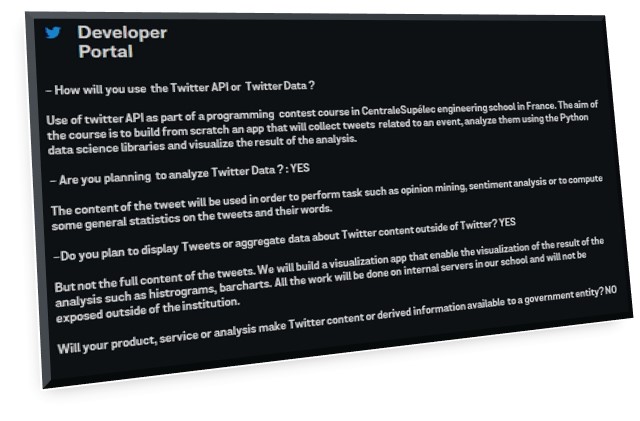 Developer
Portal
– How will you use the Twitter API or Twitter Data ?
Use of twitter API as part of a programming contest course in CentraleSupélec engineering school in France. The aim of
the course is to build from scratch an app that will collect tweets related to an event, analyze them using the Python
data science libraries and visualize the result of the analysis.
– Are you planning to analyze Twitter Data ? : YES
The content of the tweet will be used in order to perform task such as opinion mining, sentiment analysis or to compute
some general statistics on the tweets and their words.
–Do you plan to display Tweets or aggregate data about Twitter content outside of Twitter? YES
But not the full content of the tweets. We will build a visualization app that enable the visualization of the result of the
analysis such as histrograms, barcharts. All the work will be done on internal servers in our school and will not be
exposed outside of the institution.
Will your product, service or analysis make Twitter content or derived information available to a government entity? NO